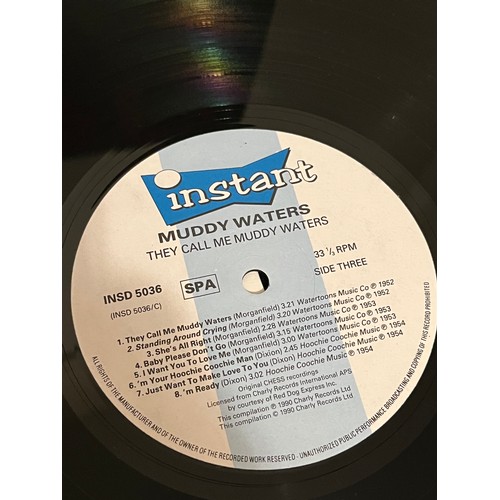 instant
MUDDY WATERS
THEY CALL ME MUDDY WATERS
INSD 5036
(INSD 5036/C)
SPA
33 1/3 RPM
SIDE THREE
1. They Call Me Muddy Waters (Morganfield) 3.21 Watertoons Music Co ℗ 1952
2. Standing Around Crying (Morganfield) 3.20 Watertoons Music Co ℗ 1953
3. She's All Right (Morganfield) 2.28 Watertoons Music Co ℗ 1953
4. Baby Please Don't Go (Morganfield) 3.15 Watertoons Music Co ℗ 1953
5. I Want You To Love Me (Morganfield) 3.00 Watertoons Music Co ℗ 1953
6. 'm Your Hoochie Coochie Man (Dixon) 2.45 Hoochie Coochie Music ℗ 1954
7. Just Want To Make Love To You (Dixon) Hoochie Coochie Music ℗ 1954
8. 'm Ready (Dixon) 3.02 Hoochie Coochie Music ℗ 1954
Original CHESS recordings
Licensed from Charly Records International APS
by courtesy of Red Dog Express Inc.
This compilation ℗ 1990 Charly Records Ltd
This compilation © 1990 Charly Records Ltd
ALL RIGHTS OF THE MANUFACTURER AND OF THE OWNER OF THE RECORDED WORK RESERVED - UNAUTHORIZED PUBLIC PERFORMANCE, BROADCASTING AND COPYING OF THIS RECORD PROHIBITED